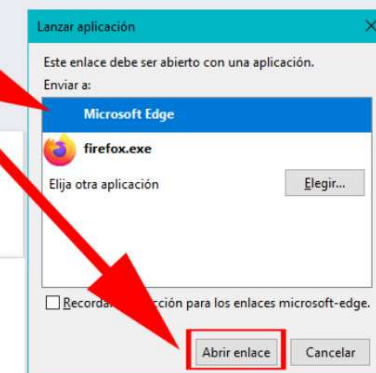 Lanzar aplicación
Este enlace debe ser abierto con una aplicación.
Enviar a:
Microsoft Edge
firefox.exe
Elija otra aplicación
Elegir...
ción para los enlaces microsoft-edge.
Abrir enlace
Cancelar